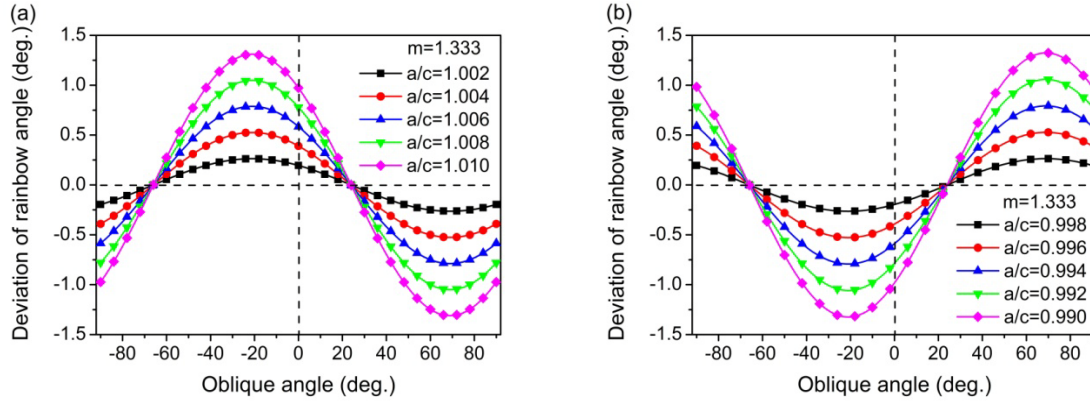 (a)
Deviation of rainbow angle (deg.)
1.5
1.0
0.5
0.0
-0.5
-1.0
-1.5
m=1.333
a/c=1.002
a/c=1.004
a/c=1.006
a/c=1.008
a/c=1.010
-80 -60 -40 -20 0 20 40 60 80
Oblique angle (deg.)
(b)
Deviation of rainbow angle (deg.)
1.5
1.0
0.5
0.0
-0.5
-1.0
-1.5
m=1.333
a/c=0.998
a/c=0.996
a/c=0.994
a/c=0.992
a/c=0.990
-80 -60 -40 -20 0 20 40 60 80
Oblique angle (deg.)